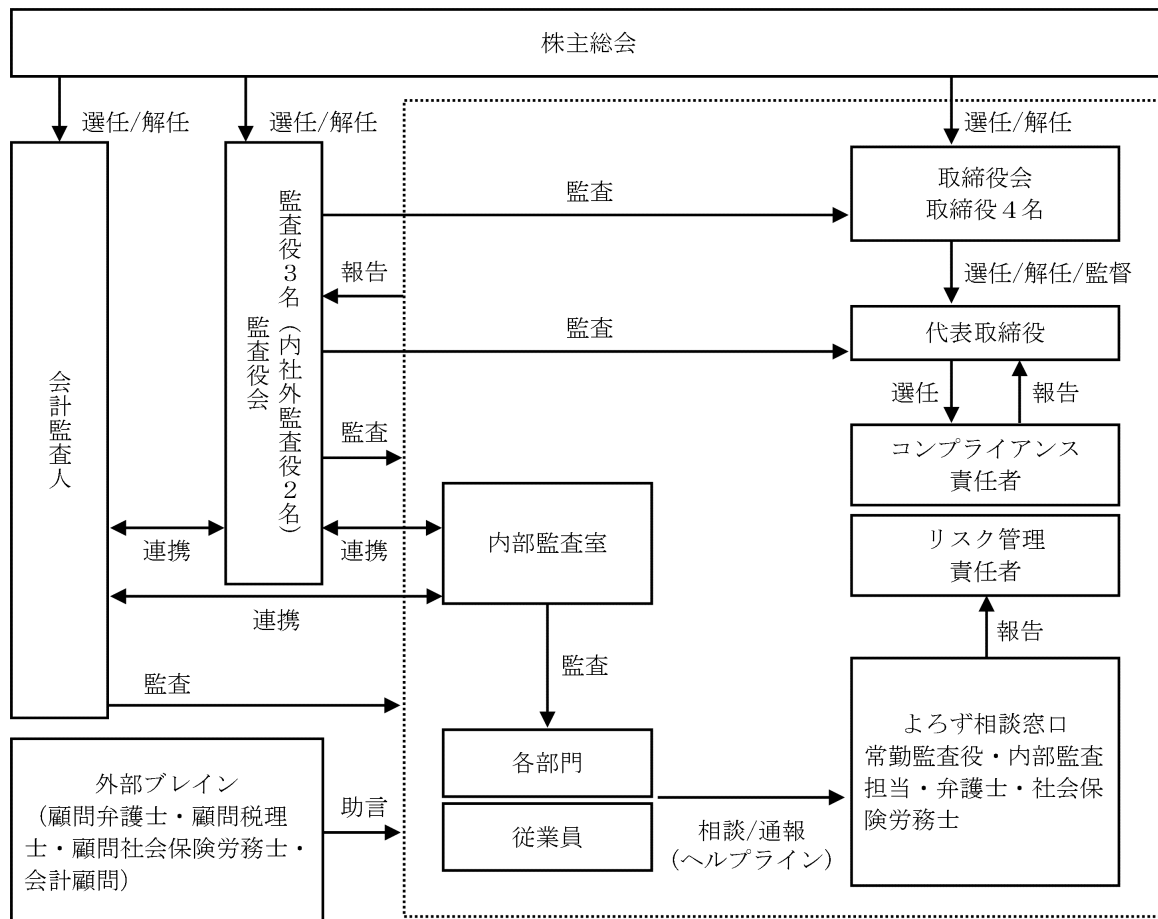 株主総会
選任/解任
選任/解任
選任/解任
会計監査人
監査役3名（内社外監査役2名）
監査役会
監査
報告
監査
監査
連携
連携
連携
監査
取締役会
取締役４名
選任/解任/監督
代表取締役
選任
報告
コンプライアンス
責任者
リスク管理
責任者
報告
内部監査室
監査
各部門
従業員
相談/通報
(ヘルプライン)
よろず相談窓口
常勤監査役・内部監査
担当・弁護士・社会保
険労務士
外部ブレイン
（顧問弁護士・顧問税理
士・顧問社会保険労務士・
会計顧問）
助言